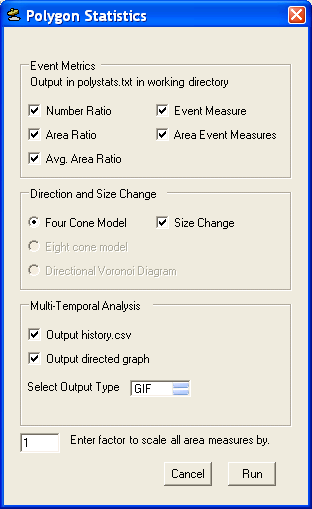 Polygon Statistics
Event Metrics
Output in polystats.txt in working directory
Number Ratio
Event Measure
Area Ratio
Area Event Measures
Avg. Area Ratio
Direction and Size Change
Four Cone Model
Size Change
Eight cone model
Directional Voronoi Diagram
Multi-Temporal Analysis
Output history.csv
Output directed graph
Select Output Type GIF
1 Enter factor to scale all area measures by.
Cancel Run